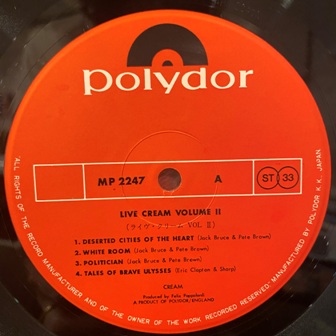 Polydor
MP 2247 A ST 33
LIVE CREAM VOLUME II
(ライヴ・クリーム VOL II)
1. DESERTED CITIES OF THE HEART (Jack Bruce & Pete Brown)
2. WHITE ROOM (Jack Bruce & Pete Brown)
3. POLITICIAN (Jack Bruce & Pete Brown)
4. TALES OF BRAVE ULYSSES (Eric Clapton & Sharp)
CREAM
Produced by Felix Pappalardi
A PRODUCT OF POLYDOR/ENGLAND
ALL RIGHTS OF THE RECORD MANUFACTURER AND OF THE OWNER OF THE WORK RECORDED RESERVED. MANUFACTURED BY POLYDOR K.K. JAPAN.